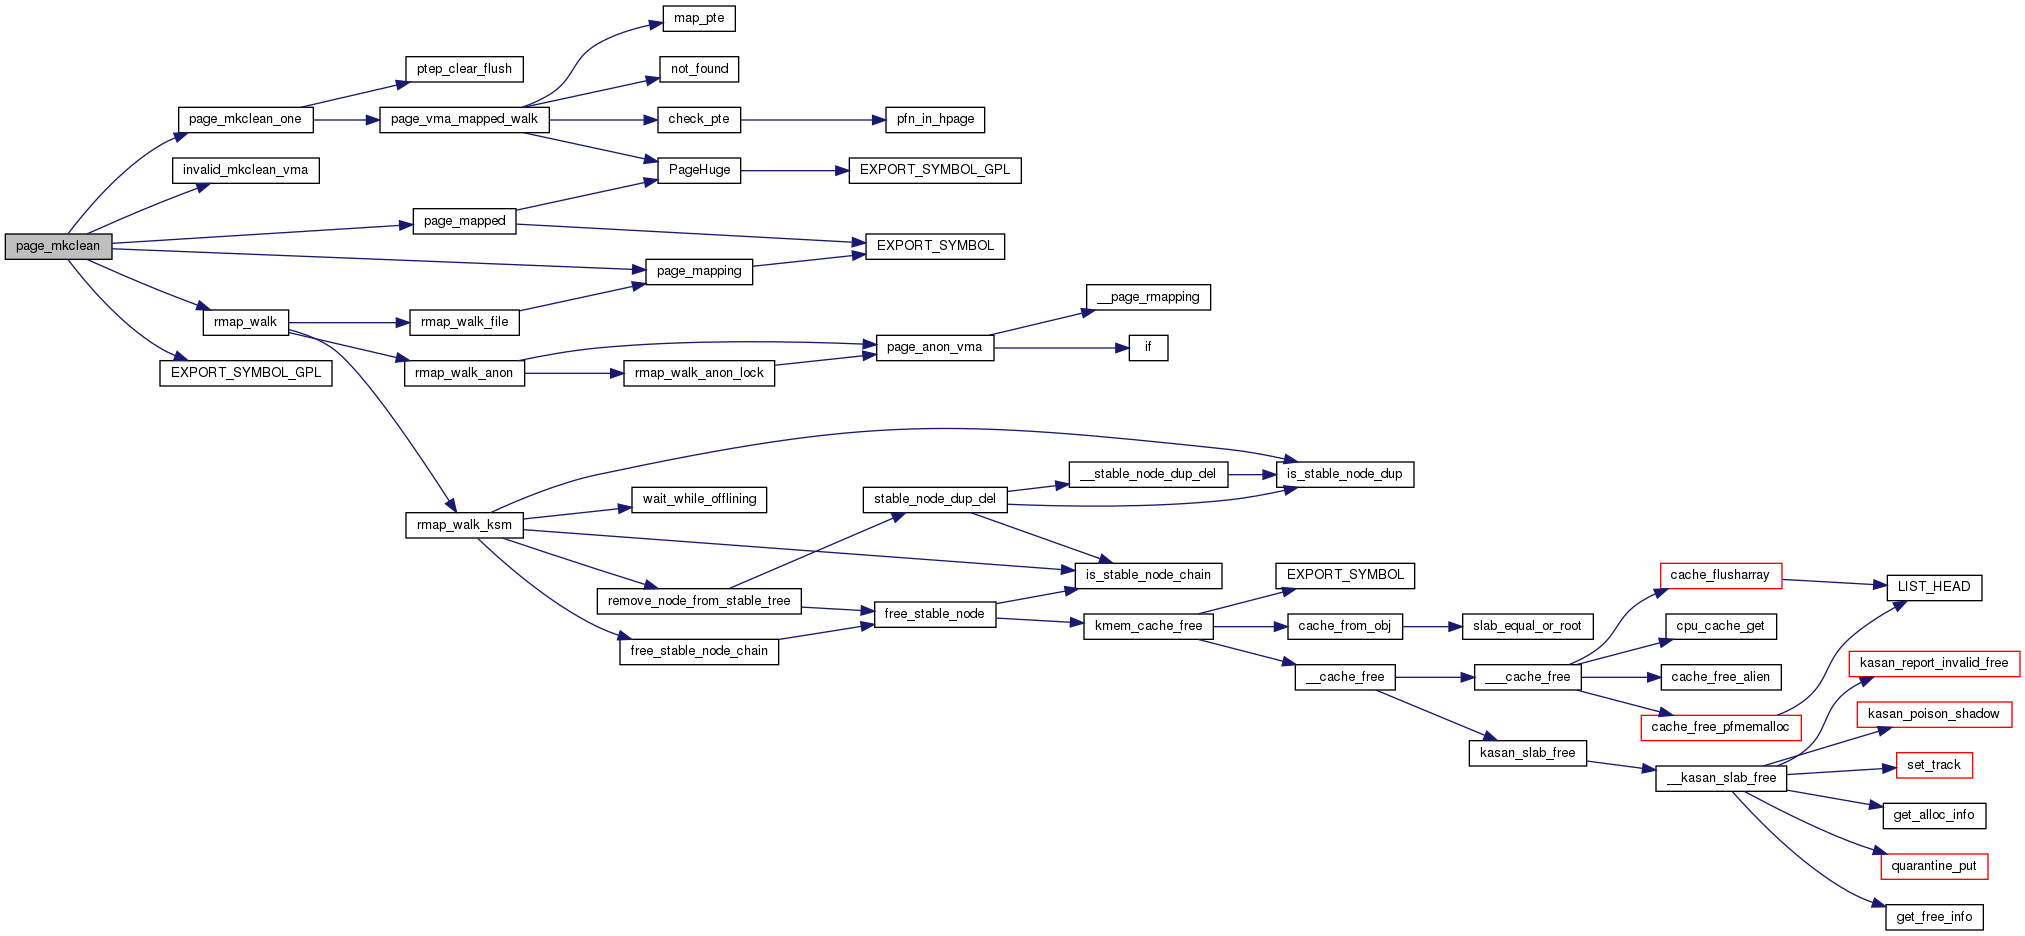 map_pte
ptep_clear_flush
not_found
page_mkclean_one
page_vma_mapped_walk
check_pte
pfn_in_hpage
invalid_mkclean_vma
PageHuge
EXPORT_SYMBOL_GPL
page_mapped
page_mkclean
EXPORT_SYMBOL
page_mapping
__page_rmapping
rmap_walk
rmap_walk_file
page_anon_vma
if
EXPORT_SYMBOL_GPL
rmap_walk_anon
rmap_walk_anon_lock
__stable_node_dup_del
is_stable_node_dup
wait_while_offlining
stable_node_dup_del
rmap_walk_ksm
is_stable_node_chain
EXPORT_SYMBOL
cache_flusharray
LIST_HEAD
remove_node_from_stable_tree
free_stable_node
kmem_cache_free
cache_from_obj
slab_equal_or_root
cpu_cache_get
free_stable_node_chain
kasan_report_invalid_free
__cache_free
___cache_free
cache_free_alien
kasan_poison_shadow
cache_free_pfmemalloc
kasan_slab_free
set_track
__kasan_slab_free
get_alloc_info
quarantine_put
get_free_info